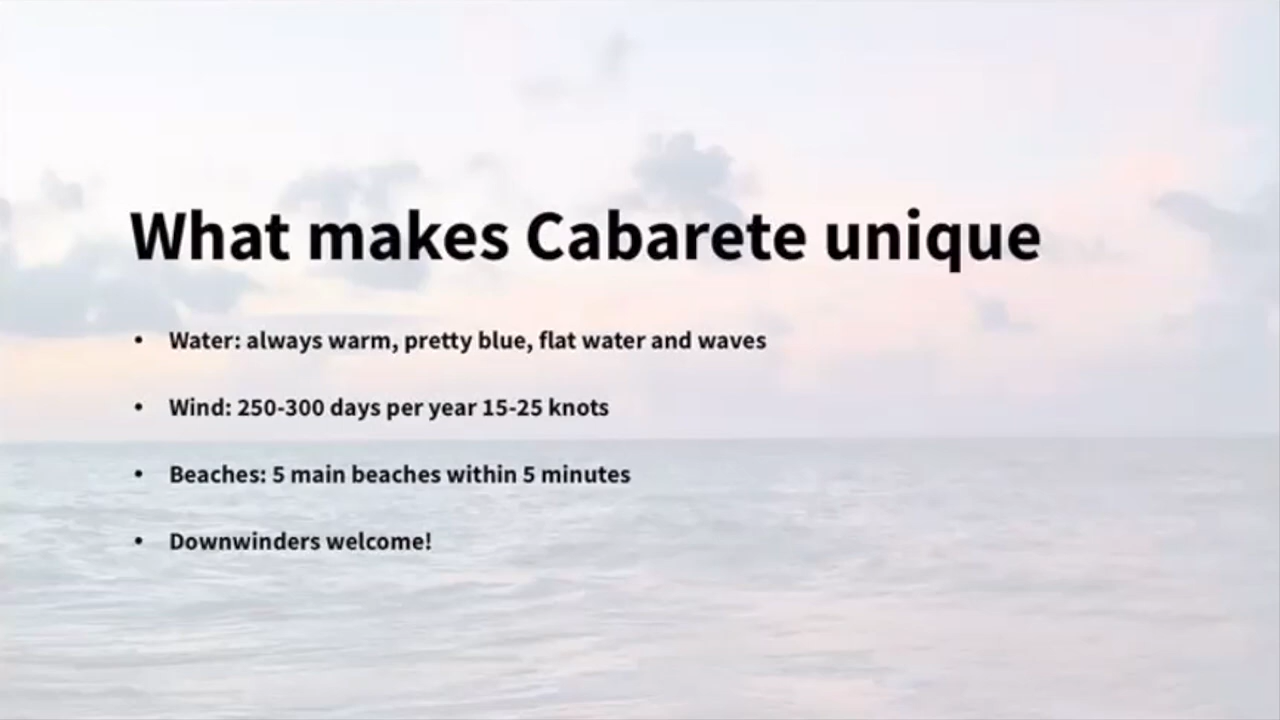 What makes Cabarete unique
• Water: always warm, pretty blue, flat water and waves
• Wind: 250-300 days per year 15-25 knots
• Beaches: 5 main beaches within 5 minutes
• Downwinders welcome!